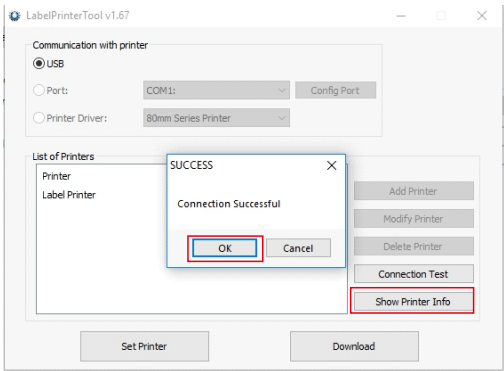 LabelPrinterTool v1.67
Communication with printer
USB
Port:
COM1:
Config Port
Printer Driver:
80mm Series Printer
List of Printers
Printer
Label Printer
SUCCESS
Connection Successful
OK
Cancel
Add Printer
Modify Printer
Delete Printer
Connection Test
Show Printer Info
Set Printer
Download